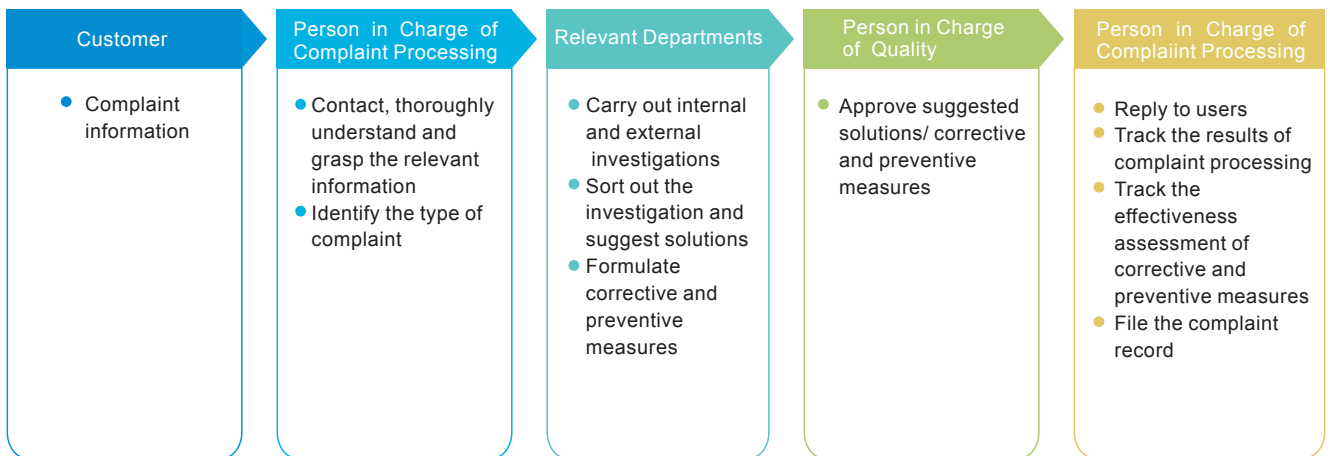 Customer
Complaint
information
Person in Charge of
Complaint Processing
Contact, thoroughly
understand and
grasp the relevant
information
Identify the type of
complaint
Relevant Departments
Carry out internal
and external
investigations
Sort out the
investigation and
suggest solutions
Formulate
corrective and
preventive
measures
Person in Charge
of Quality
Approve suggested
solutions/ corrective
and preventive
measures
Person in Charge of
Complaiint Processing
Reply to users
Track the results of
complaint processing
Track the
effectiveness
assessment of
corrective and
preventive measures
File the complaint
record